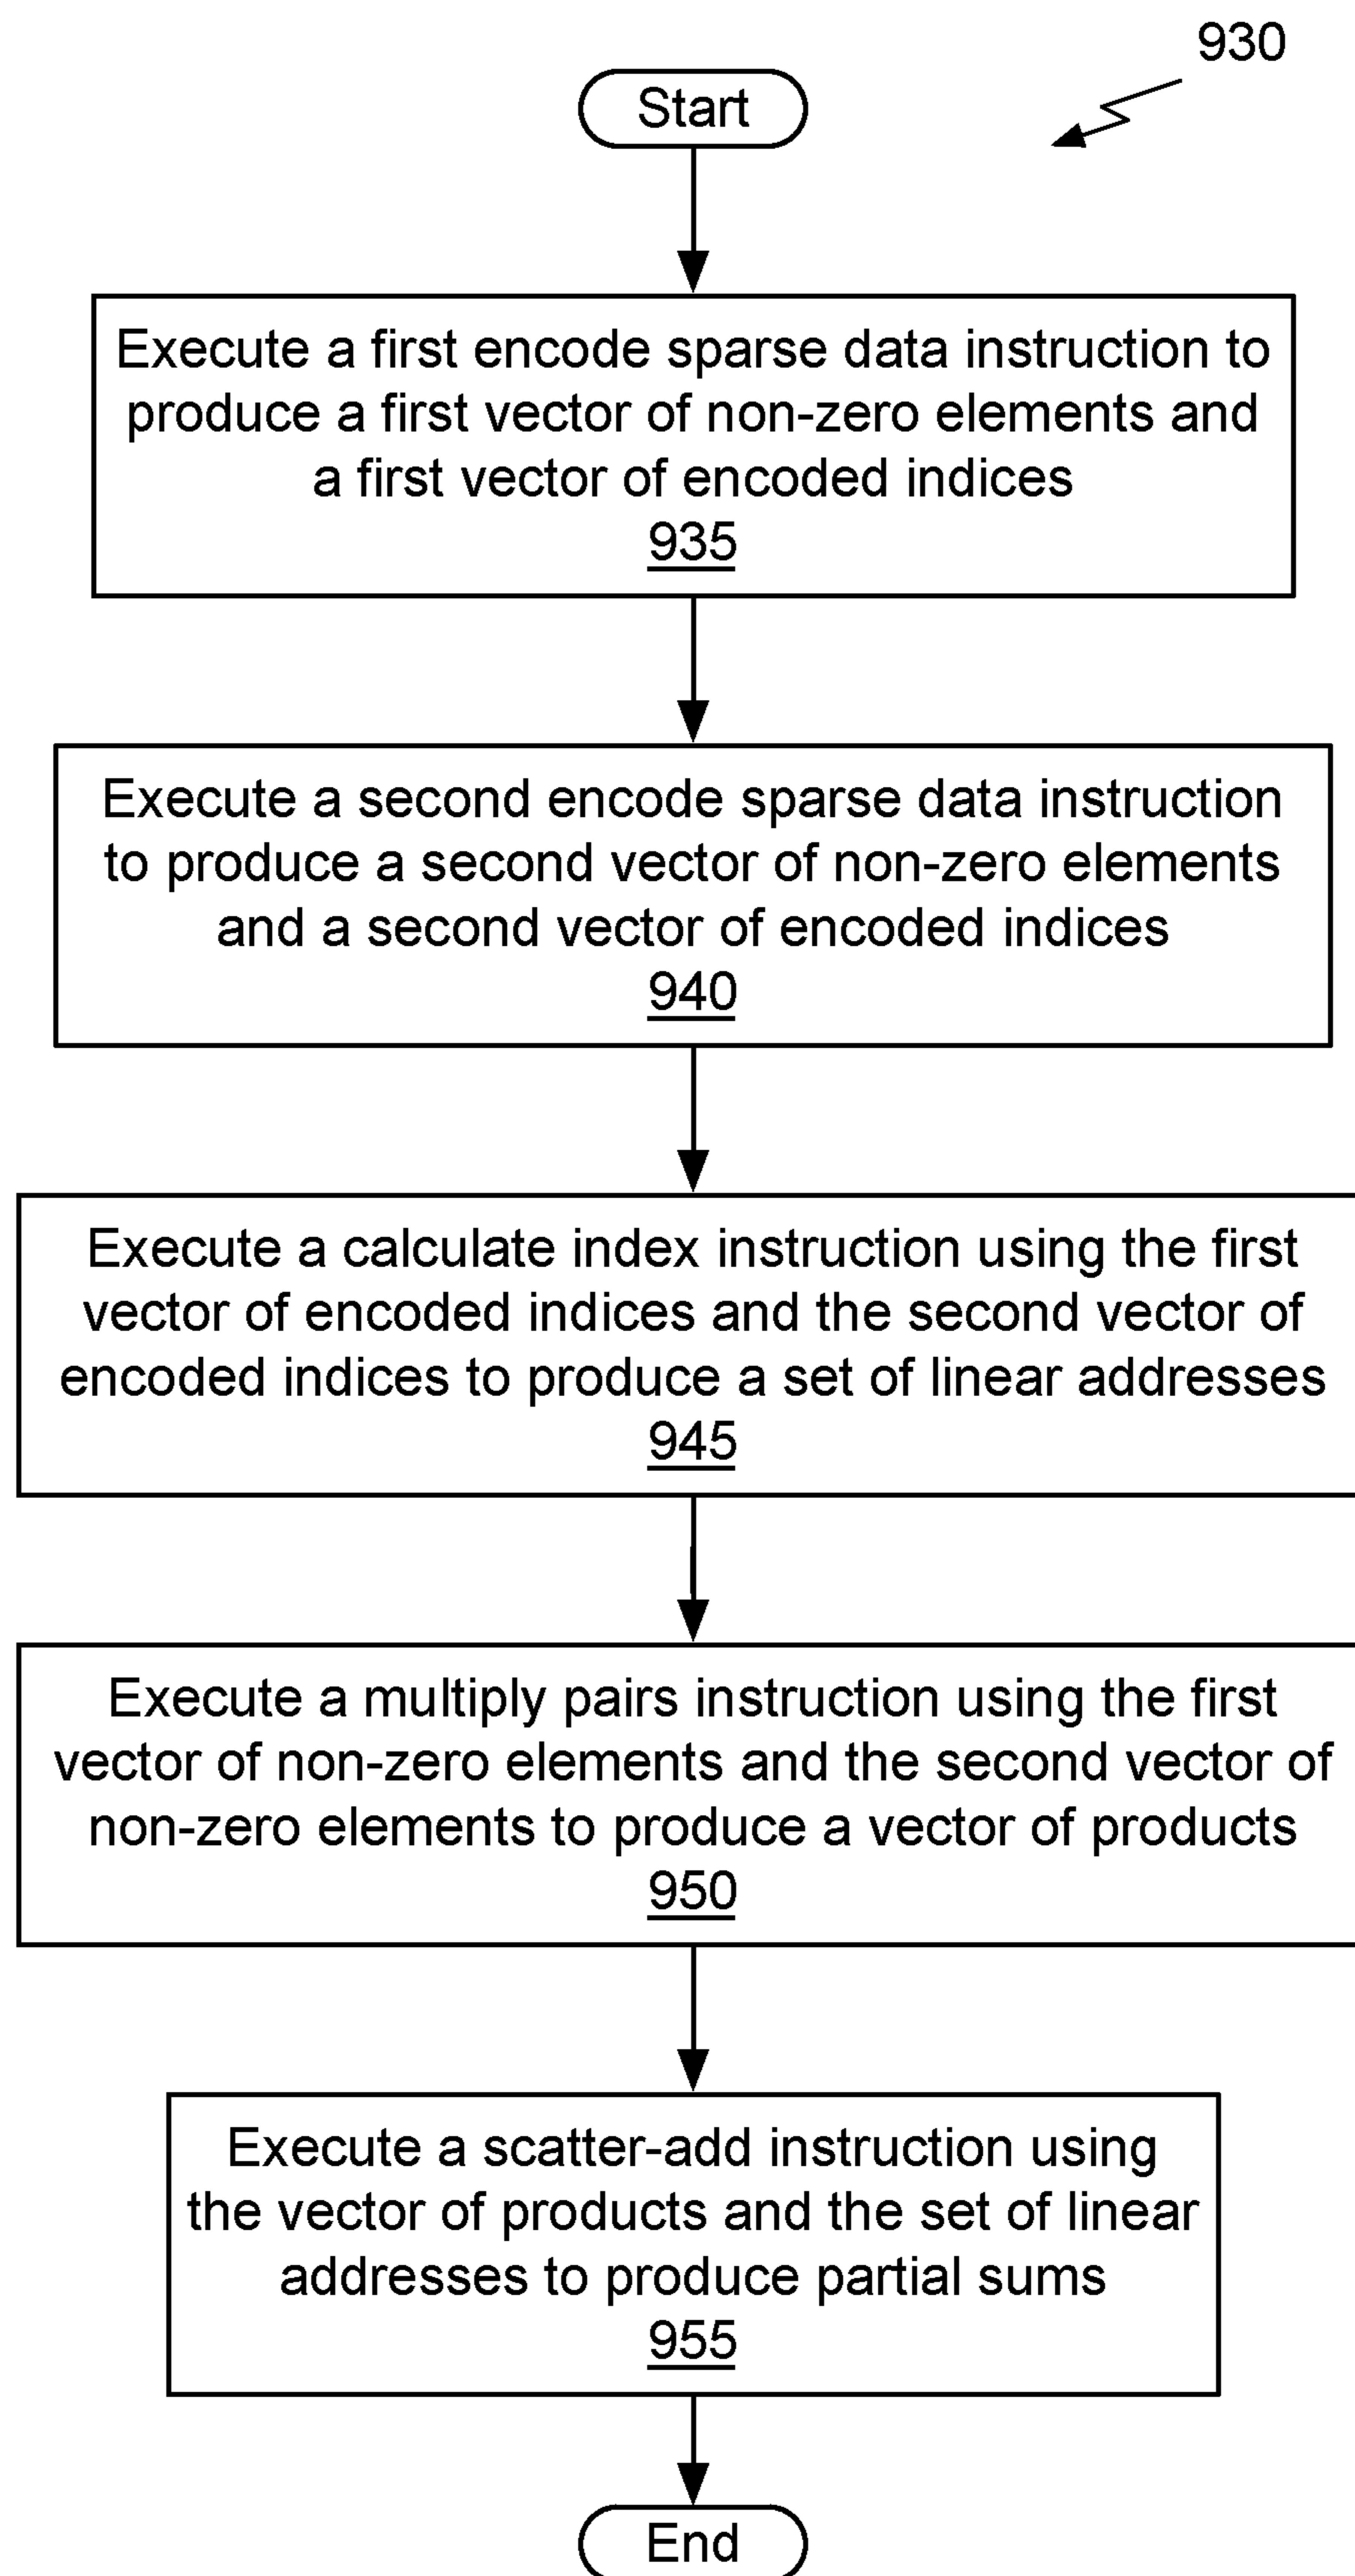 930
Start
Execute a first encode sparse data instruction to
produce a first vector of non-zero elements and
a first vector of encoded indices
935
Execute a second encode sparse data instruction
to produce a second vector of non-zero elements
and a second vector of encoded indices
940
Execute a calculate index instruction using the first
vector of encoded indices and the second vector of
encoded indices to produce a set of linear addresses
945
Execute a multiply pairs instruction using the first
vector of non-zero elements and the second vector of
non-zero elements to produce a vector of products
950
Execute a scatter-add instruction using
the vector of products and the set of linear
addresses to produce partial sums
955
End